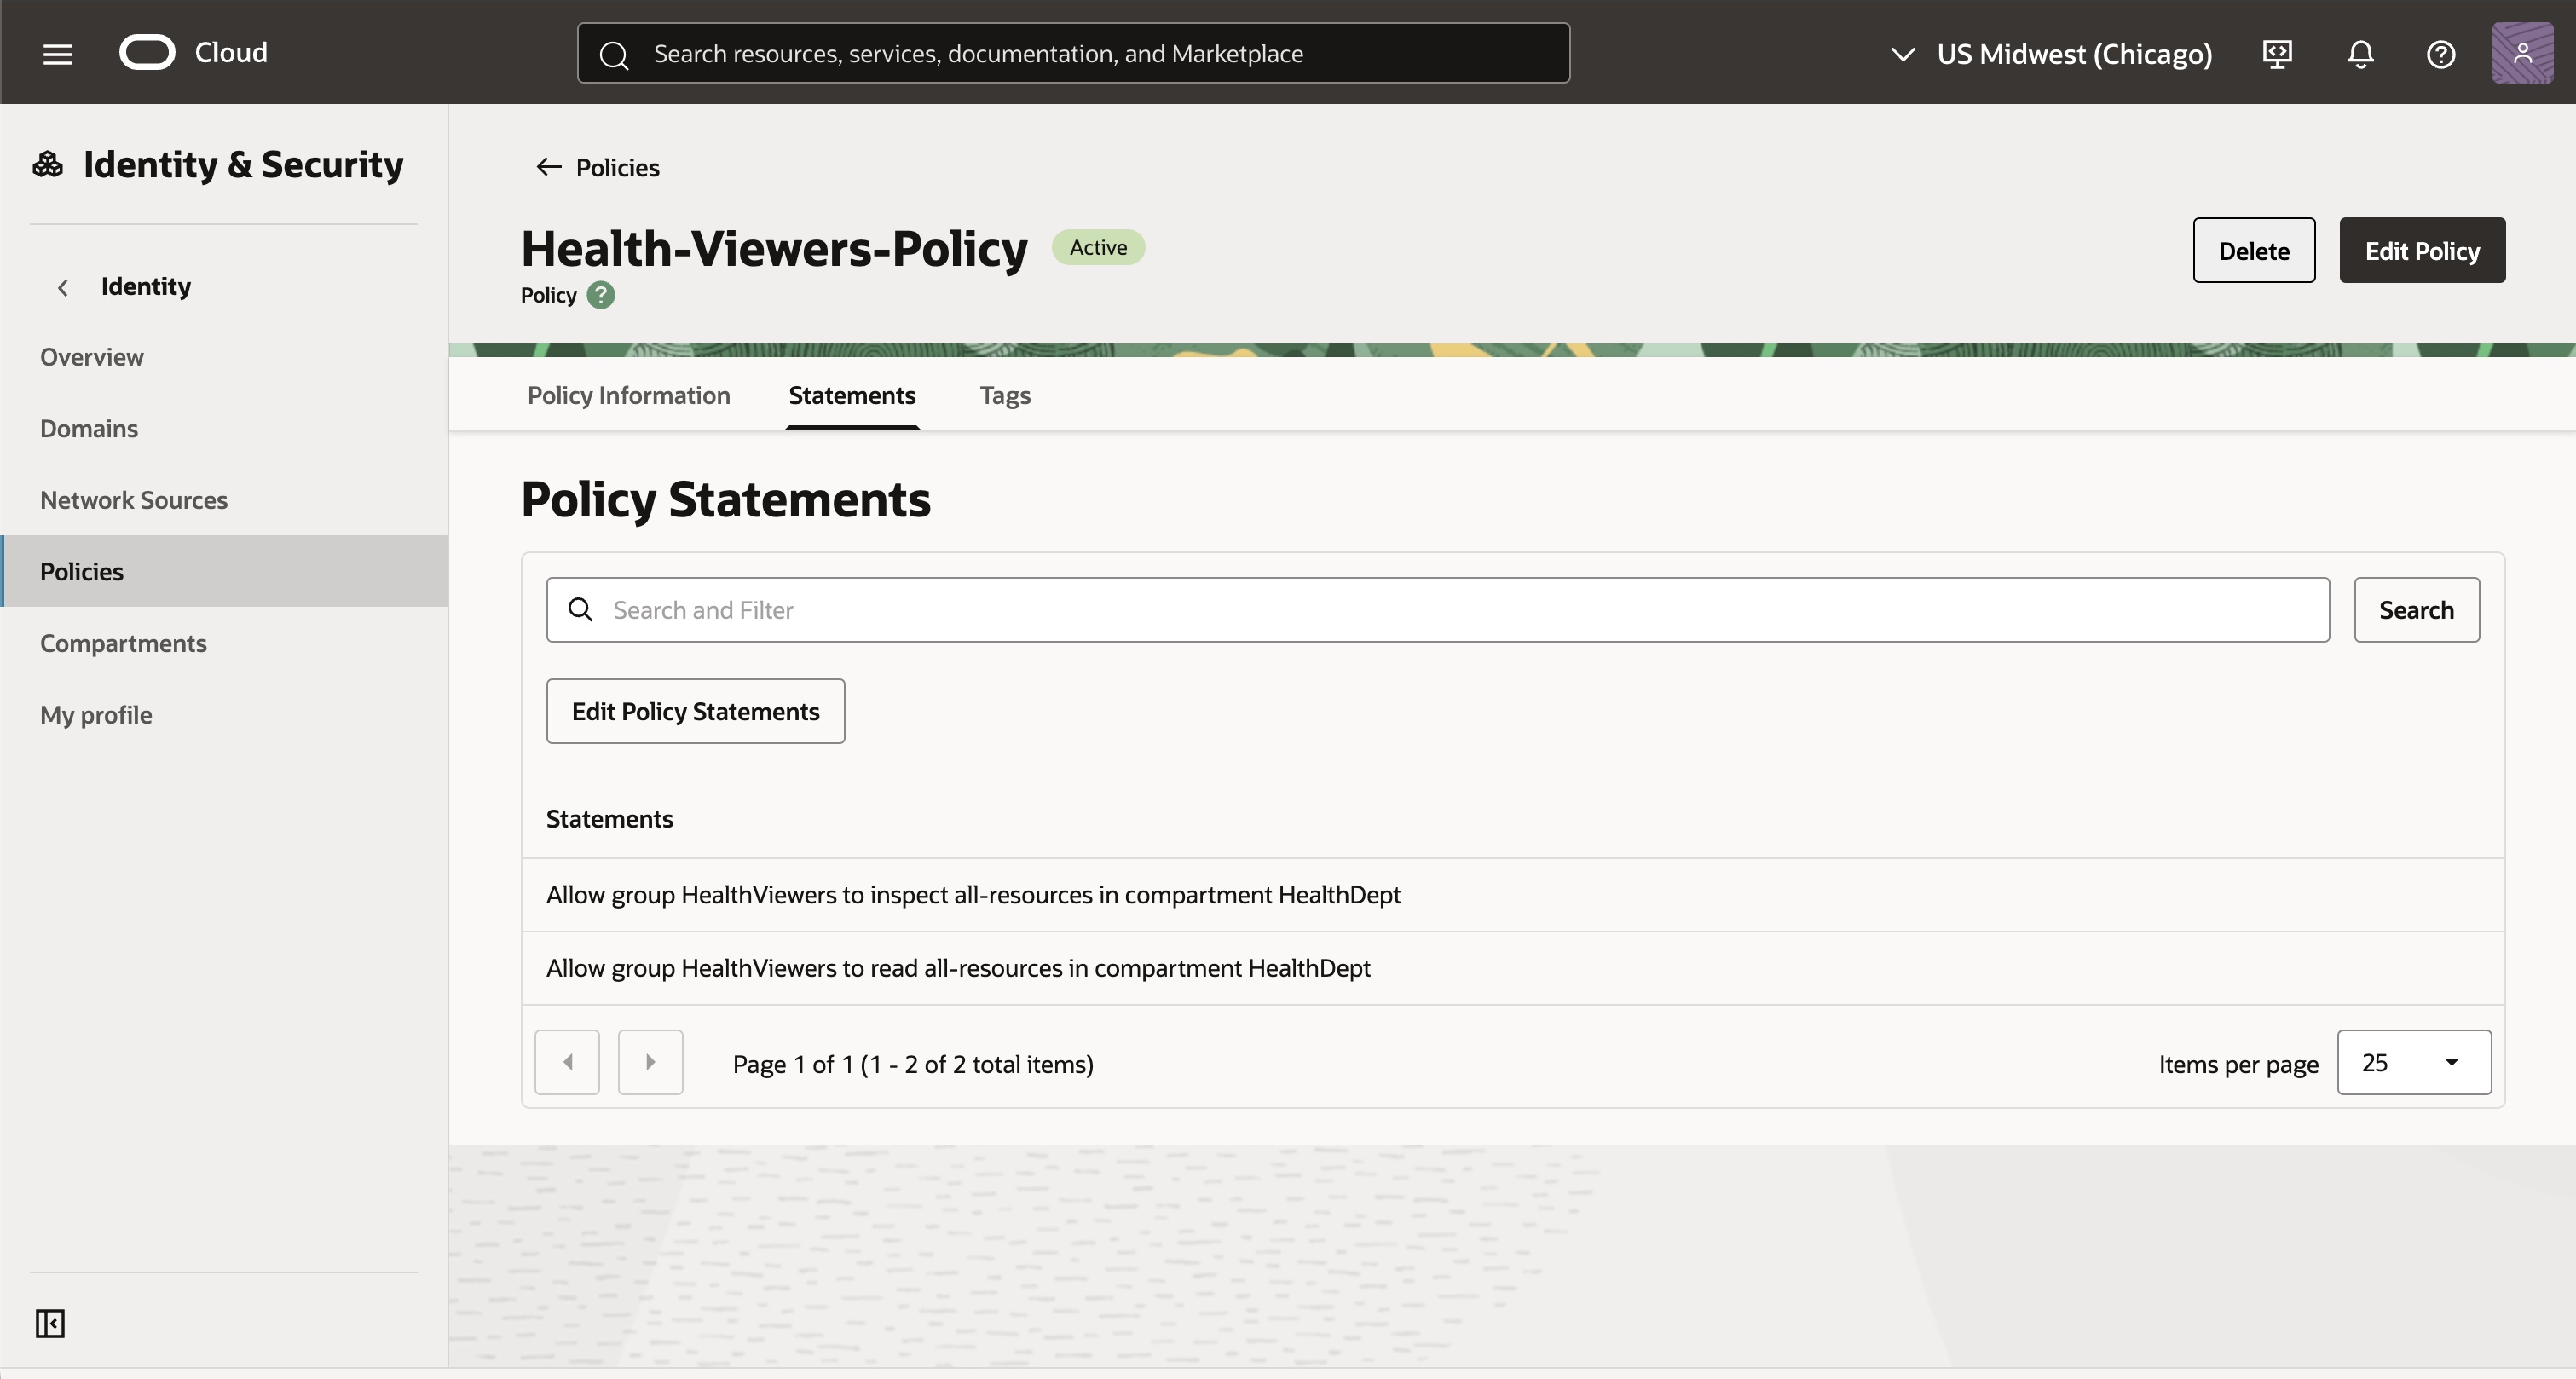 Cloud
Search resources, services, documentation, and Marketplace
US Midwest (Chicago)
Identity & Security
Identity
Overview
Domains
Network Sources
Policies
Compartments
My profile
Policies
Health-Viewers-Policy
Active
Policy ?
Delete
Edit Policy
Policy Information
Statements
Tags
Policy Statements
Search and Filter
Search
Edit Policy Statements
Statements
Allow group HealthViewers to inspect all-resources in compartment HealthDept
Allow group HealthViewers to read all-resources in compartment HealthDept
Page 1 of 1 (1 - 2 of 2 total items)
Items per page
25